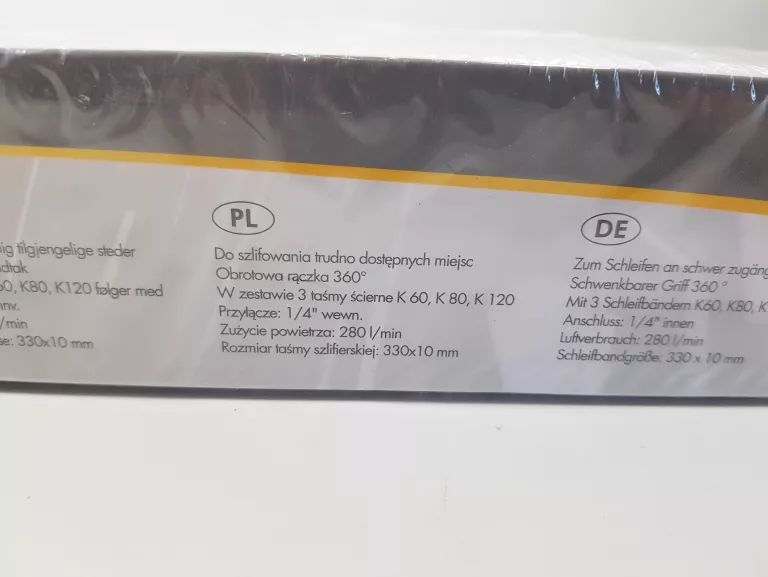 ig tilgjengelige steder
dtak
60, K80, K120 følger med
nnv.
/min
se: 330x10 mm
PL
Do szlifowania trudno dostępnych miejsc
Obrotowa rączka 360°
W zestawie 3 taśmy ścierne K 60, K 80, K 120
Przyłącze: 1/4" wewn.
Zużycie powietrza: 280 l/min
Rozmiar taśmy szlifierskiej: 330x10 mm
DE
Zum Schleifen an schwer zugäng
Schwenkbarer Griff 360 °
Mit 3 Schleifbändern K60, K80, K
Anschluss: 1/4" innen
Luftverbrauch: 280 l/min
Schleifbandgröße: 330 x 10 mm